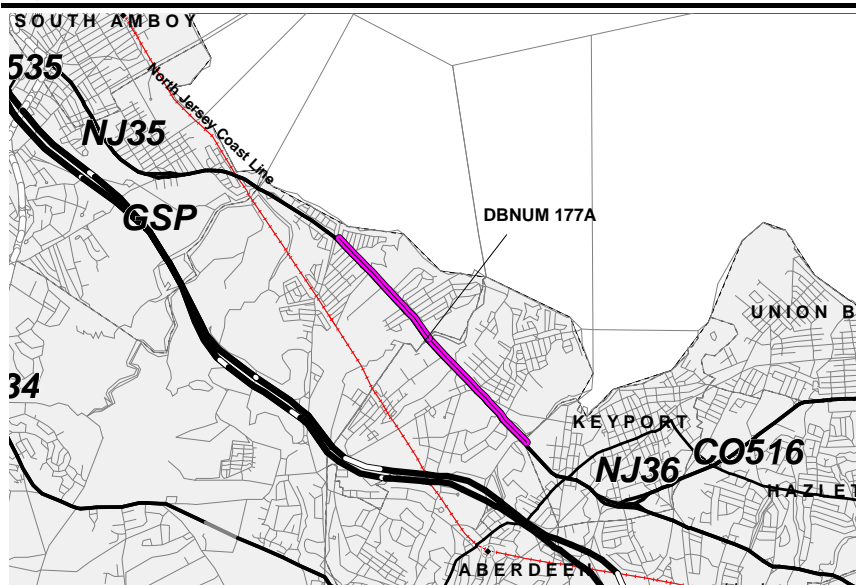 SOUTH AMBOY
535
North Jersey Coast Line
NJ35
GSP
DBNUM 177A
UNION B
34
KEYPORT
CO516
NJ36
HAZLET
ABERDEEN